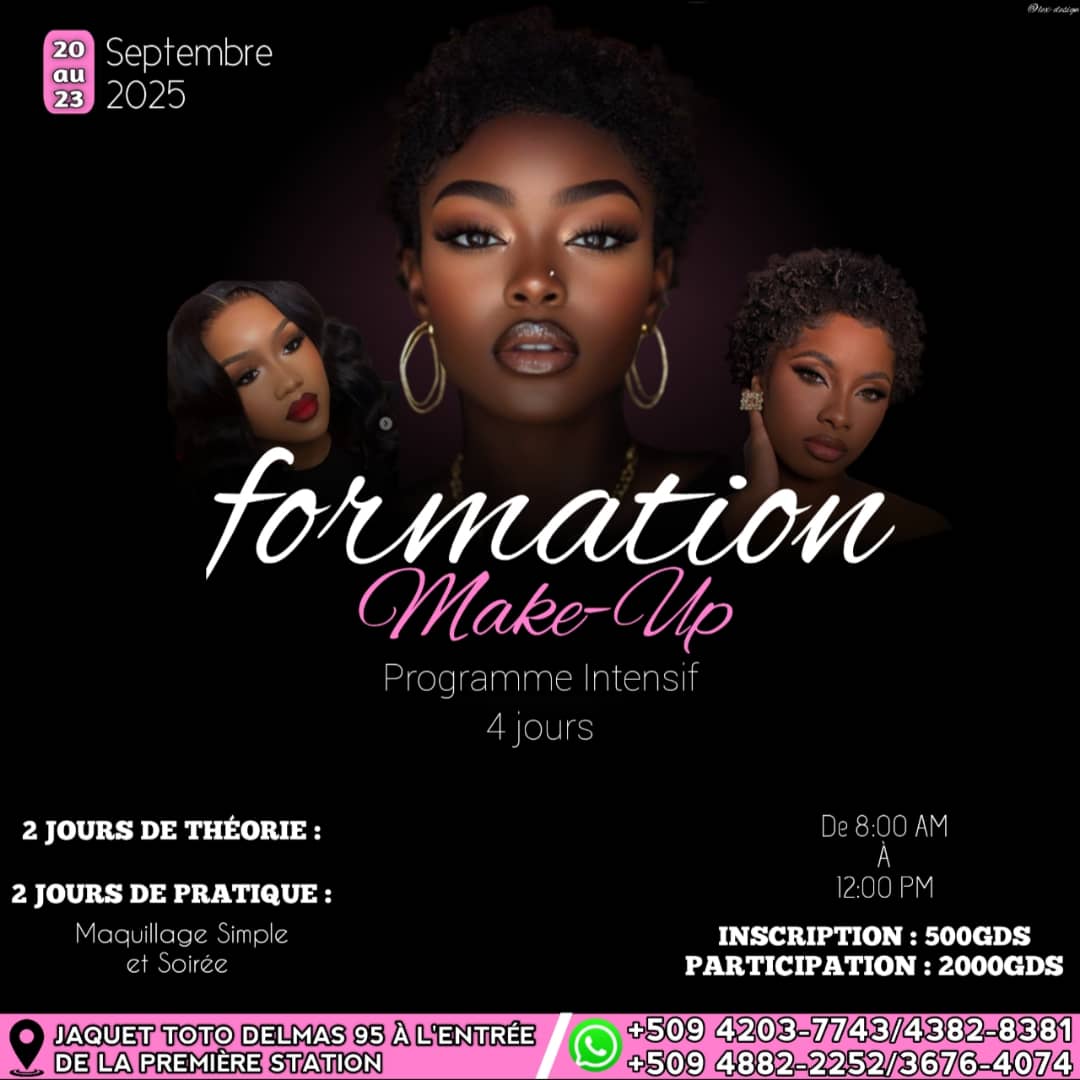 @lex-design
20
au
23
Septembre
2025
formation
Make-Up
Programme Intensif
4 jours
2 JOURS DE THÉORIE :
2 JOURS DE PRATIQUE :
Maquillage Simple
et Soirée
De 8:00 AM
À
12:00 PM
INSCRIPTION : 500GDS
PARTICIPATION : 2000GDS
JAQUET TOTO DELMAS 95 À L'ENTRÉE
DE LA PREMIÈRE STATION
+509 4203-7743/4382-8381
+509 4882-2252/3676-4074